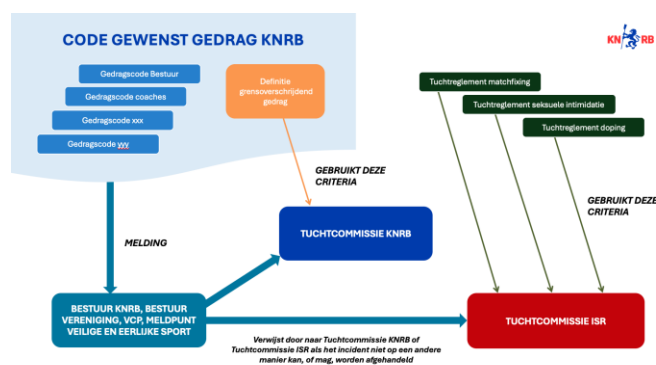 CODE GEWENST GEDRAG KNRB
KN RB
Gedragscode Bestuur
Gedragscode coaches
Gedragscode xxx
Gedragscode yyy
Definitie
grensoverschrijdend
gedrag
Tuchtreglement matchfixing
Tuchtreglement seksuele intimidatie
Tuchtreglement doping
GEBRUIKT DEZE
CRITERIA
GEBRUIKT DEZE
CRITERIA
MELDING
TUCHTCOMMISSIE KNRB
BESTUUR KNRB, BESTUUR
VERENIGING, VCP, MELDPUNT
VEILIGE EN EERLIJKE SPORT
TUCHTCOMMISSIE ISR
Verwijst door naar Tuchtcommissie KNRB of
Tuchtcommissie ISR als het incident niet op een andere
manier kan, of mag, worden afgehandeld